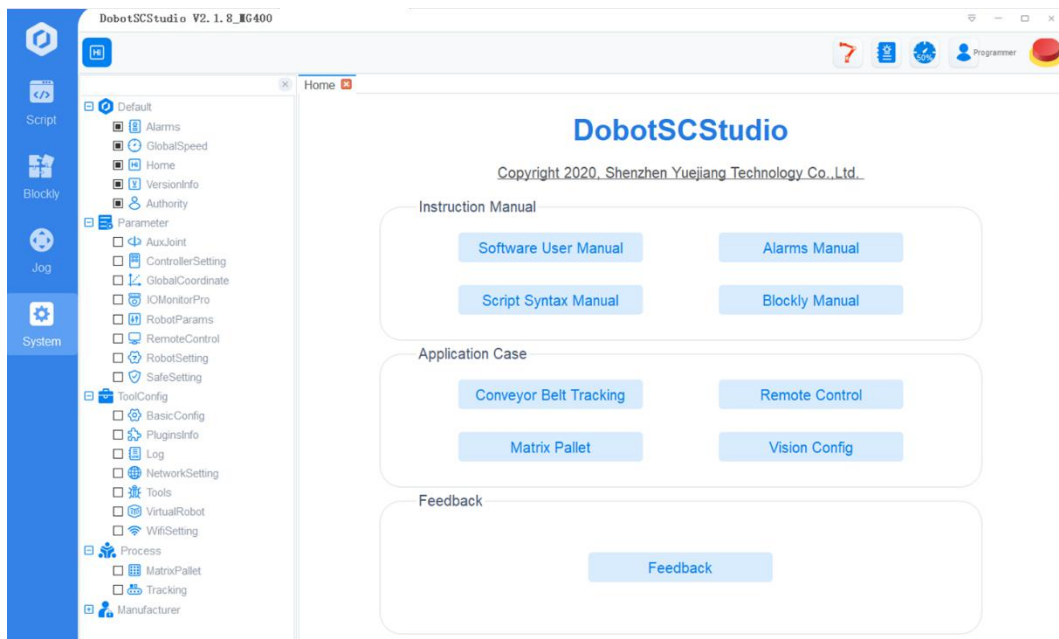 DobotSCStudio V2.1.8_MG400
Hi
50%
Programmer
Script
Blockly
Jog
System
Default
Alarms
GlobalSpeed
Home
VersionInfo
Authority
Parameter
AuxJoint
ControllerSetting
GlobalCoordinate
IOMonitorPro
RobotParams
RemoteControl
RobotSetting
SafeSetting
ToolConfig
BasicConfig
PluginsInfo
Log
NetworkSetting
Tools
VirtualRobot
WifiSetting
Process
MatrixPallet
Tracking
Manufacturer
Home
DobotSCStudio
Copyright 2020, Shenzhen Yuejiang Technology Co.,Ltd.
Instruction Manual
Software User Manual Alarms Manual
Script Syntax Manual Blockly Manual
Application Case
Conveyor Belt Tracking Remote Control
Matrix Pallet Vision Config
Feedback
Feedback